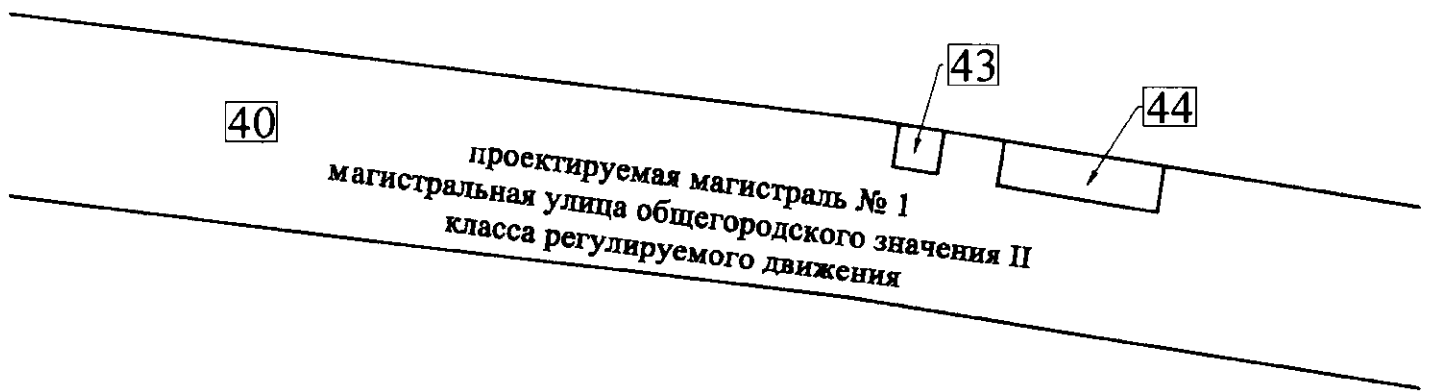 43
44
40
проектируемая магистраль № 1
магистральная улица общегородского значения II
класса регулируемого движения